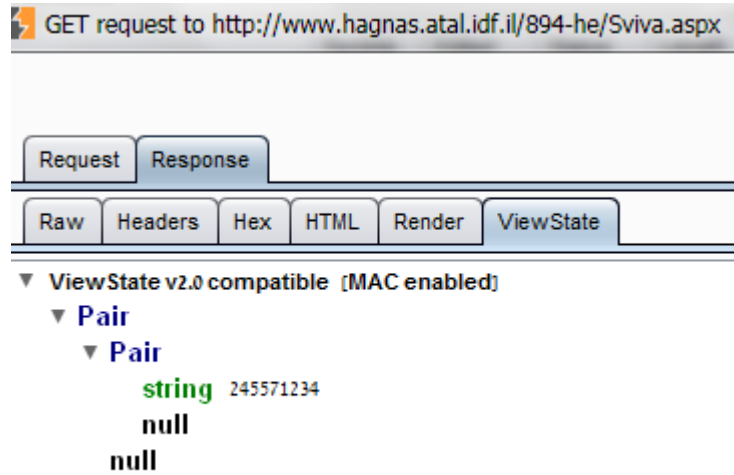 GET request to http://www.hagnas.atal.idf.il/894-he/Sviva.aspx
Request Response
Raw Headers Hex HTML Render ViewState
ViewState v2.0 compatible [MAC enabled]
Pair
Pair
string 245571234
null
null